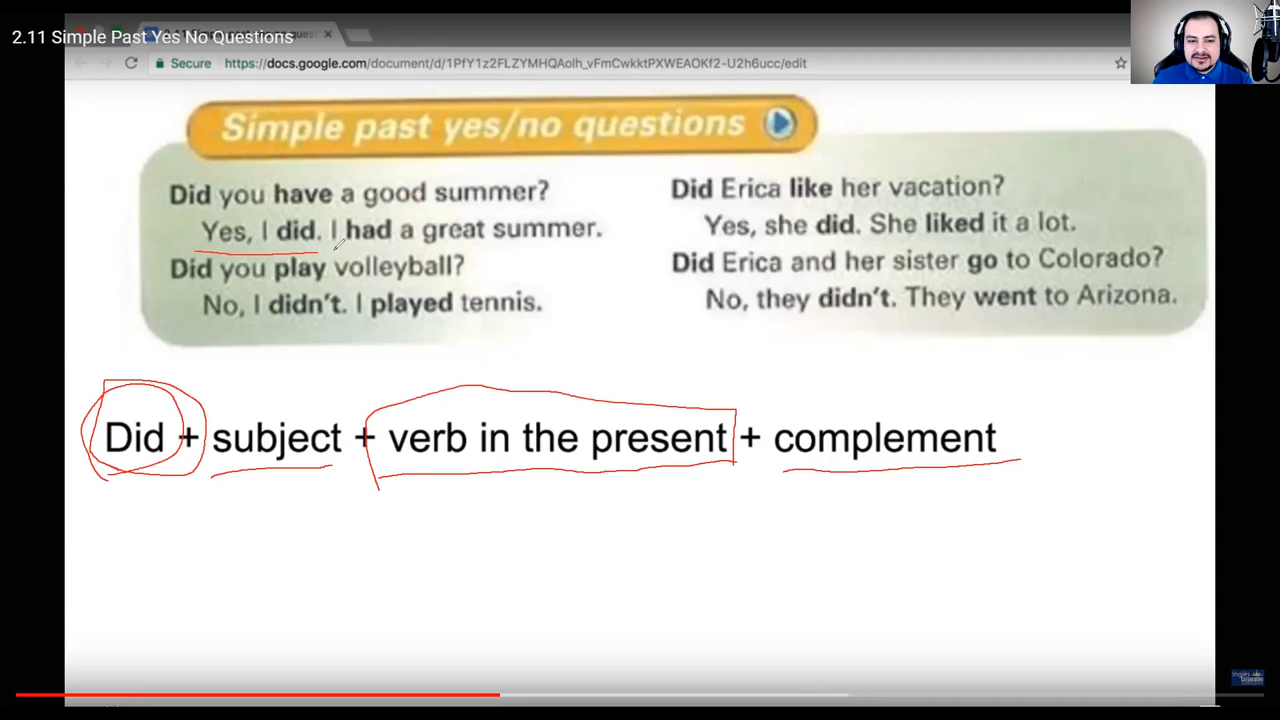 2.11 Simple Past Yes No Questions
Secure https://docs.google.com/document/d/1PfY1z2FLZYMHQAolh_vFmCwkktPXWEAOKf2-U2h6ucc/edit
Simple past yes/no questions
Did you have a good summer?
Yes, I did. I had a great summer.
Did you play volleyball?
No, I didn't. I played tennis.
Did Erica like her vacation?
Yes, she did. She liked it a lot.
Did Erica and her sister go to Colorado?
No, they didn't. They went to Arizona.
Did + subject + verb in the present + complement